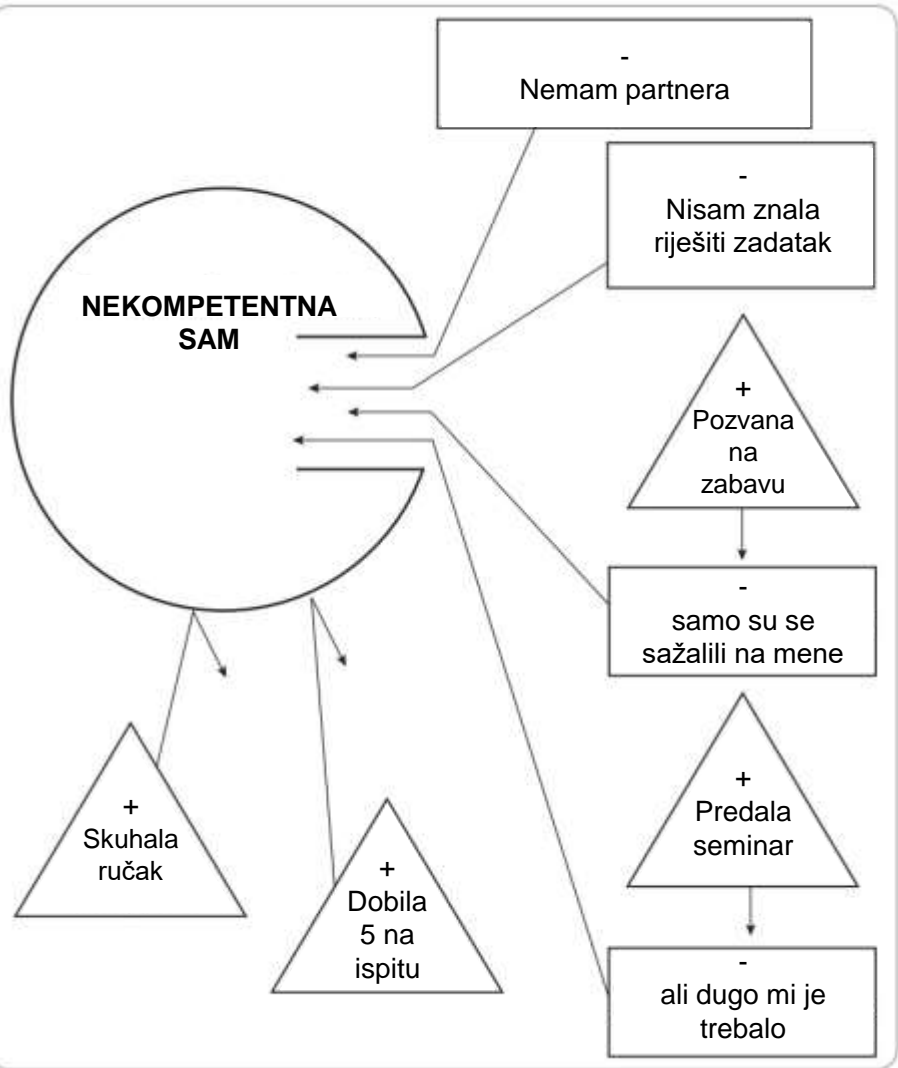 -
Nemam partnera
-
Nisam znala
riješiti zadatak
NEKOMPETENTNA
SAM
+
Pozvana
na
zabavu
-
samo su se
sažalili na mene
+
Predala
seminar
+
Skuhala
ručak
+
Dobila
5 na
ispitu
-
ali dugo mi je
trebalo